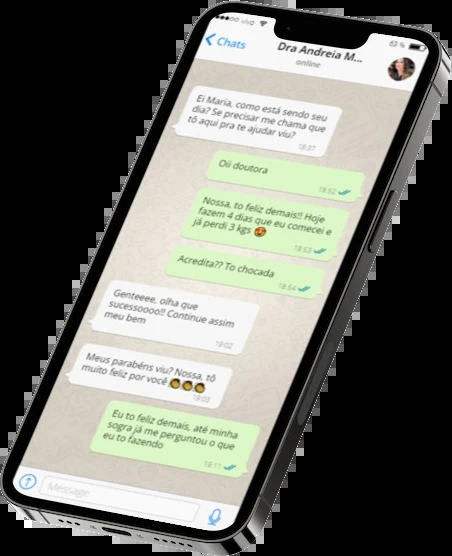 vivo
63 %
Chats
Dra Andreia M...
online
Ei Maria, como está sendo seu
dia? Se precisar me chama que
tô aqui pra te ajudar viu?
18:37
Oii doutora
18:52
Nossa, to feliz demais!! Hoje
fazem 4 dias que eu comecei e
já perdi 3 kgs 😍
18:53
Acredita?? To chocada
18:54
Genteeee, olha que
sucessoooo!! Continue assim
meu bem
19:02
Meus parabéns viu? Nossa, tô
muito feliz por você
19:03
Eu to feliz demais, até minha
sogra já me perguntou o que
eu to fazendo
19:11
Message